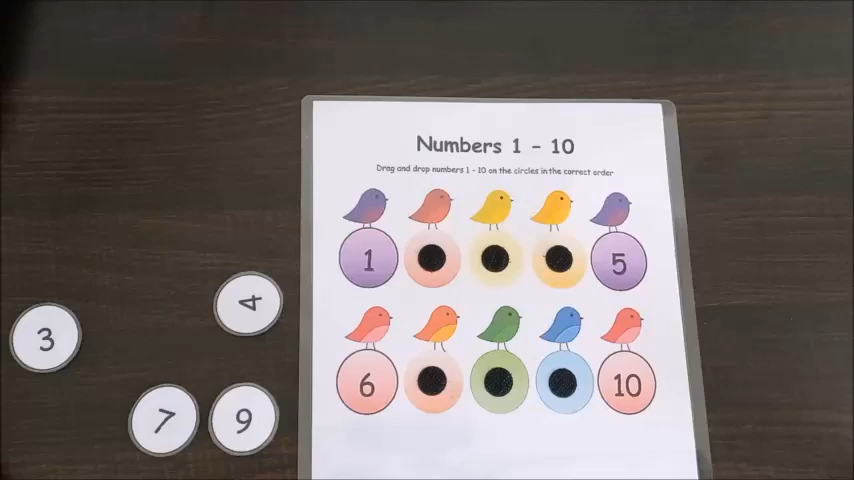 Numbers 1 - 10
Drag and drop numbers 1 - 10 on the circles in the correct order
1 5
4
3
6 10
7 9